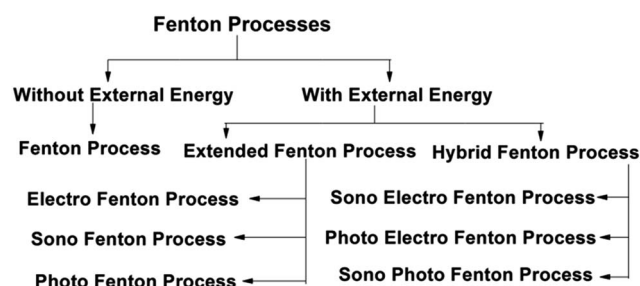 Fenton Processes
Without External Energy
With External Energy
Fenton Process
Extended Fenton Process
Hybrid Fenton Process
Electro Fenton Process
Sono Electro Fenton Process
Sono Fenton Process
Photo Electro Fenton Process
Photo Fenton Process
Sono Photo Fenton Process